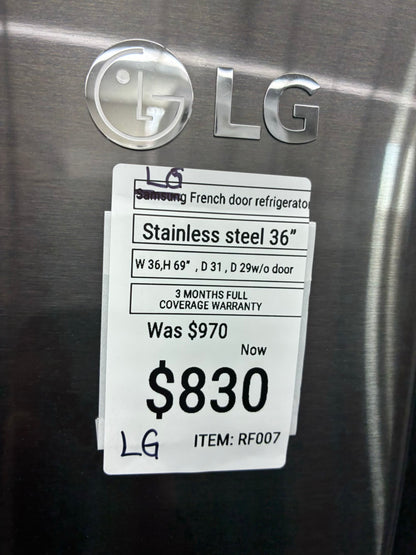 LG
LG
Samsung French door refrigerato
Stainless steel 36”
W 36,H 69" , D 31 , D 29w/o door
3 MONTHS FULL
COVERAGE WARRANTY
Was $970
Now
$830
LG
ITEM: RF007